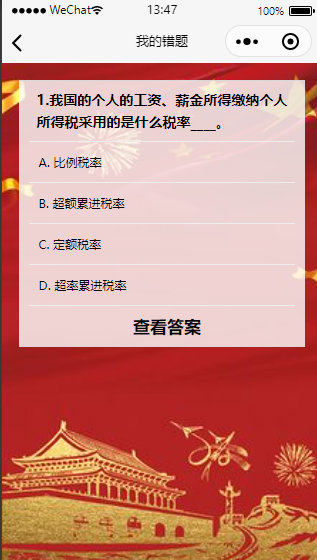 WeChat 13:47 100%
我的错题
1.我国的个人的工资、薪金所得缴纳个人
所得税采用的是什么税率____。
A. 比例税率
B. 超额累进税率
C. 定额税率
D. 超率累进税率
查看答案